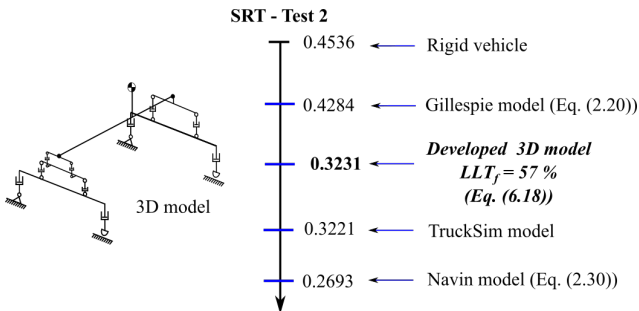 SRT - Test 2
0.4536 Rigid vehicle
0.4284 Gillespie model (Eq. (2.20))
0.3231 Developed 3D model
LLTf = 57 %
(Eq. (6.18))
3D model
0.3221 TruckSim model
0.2693 Navin model (Eq. (2.30))